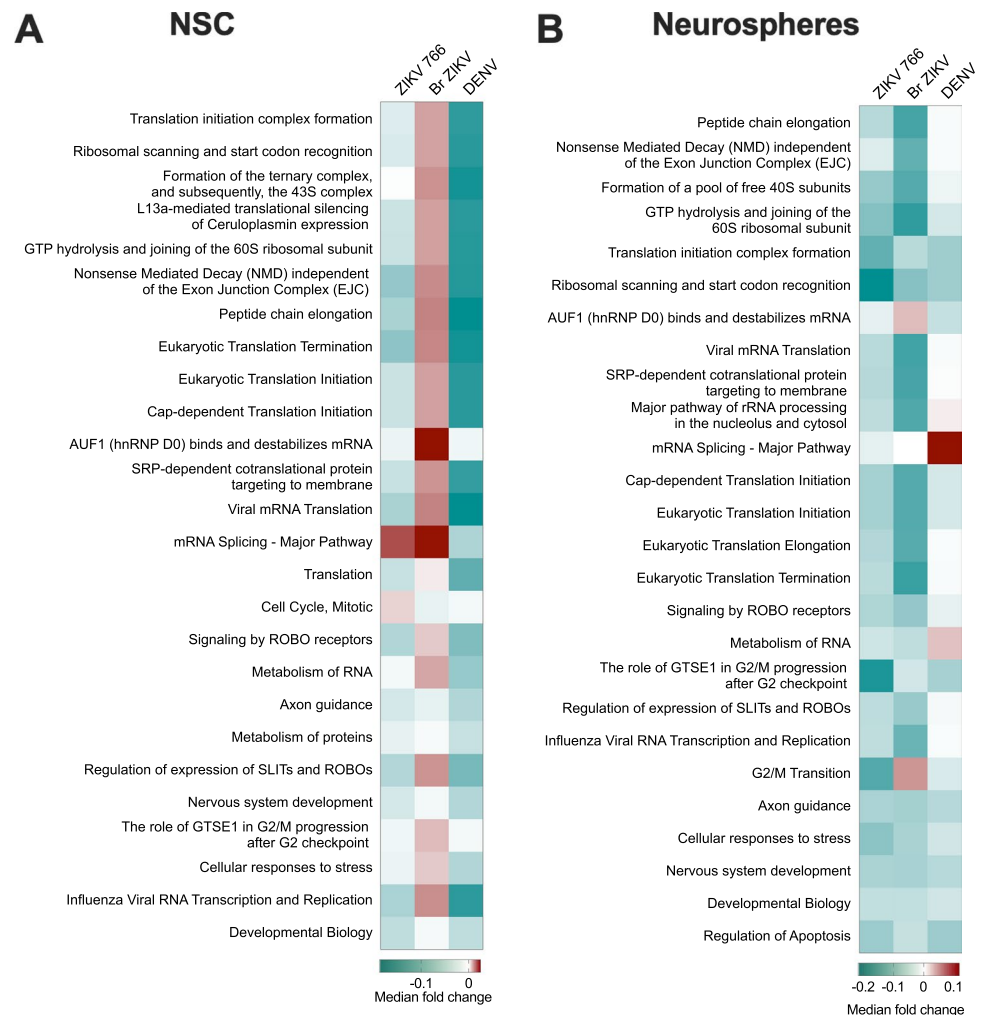 A
NSC
ZIKV 766
Br ZIKV
DENV
Translation initiation complex formation
Ribosomal scanning and start codon recognition
Formation of the ternary complex,
and subsequently, the 43S complex
L13a-mediated translational silencing
of Ceruloplasmin expression
GTP hydrolysis and joining of the 60S ribosomal subunit
Nonsense Mediated Decay (NMD) independent
of the Exon Junction Complex (EJC)
Peptide chain elongation
Eukaryotic Translation Termination
Eukaryotic Translation Initiation
Cap-dependent Translation Initiation
AUF1 (hnRNP D0) binds and destabilizes mRNA
SRP-dependent cotranslational protein
targeting to membrane
Viral mRNA Translation
mRNA Splicing - Major Pathway
Translation
Cell Cycle, Mitotic
Signaling by ROBO receptors
Metabolism of RNA
Axon guidance
Metabolism of proteins
Regulation of expression of SLITs and ROBOs
Nervous system development
The role of GTSE1 in G2/M progression
after G2 checkpoint
Cellular responses to stress
Influenza Viral RNA Transcription and Replication
Developmental Biology
-0.1 0
Median fold change
B
Neurospheres
ZIKV 766
Br ZIKV
DENV
Peptide chain elongation
Nonsense Mediated Decay (NMD) independent
of the Exon Junction Complex (EJC)
Formation of a pool of free 40S subunits
GTP hydrolysis and joining of the
60S ribosomal subunit
Translation initiation complex formation
Ribosomal scanning and start codon recognition
AUF1 (hnRNP D0) binds and destabilizes mRNA
Viral mRNA Translation
SRP-dependent cotranslational protein
targeting to membrane
Major pathway of rRNA processing
in the nucleolus and cytosol
mRNA Splicing - Major Pathway
Cap-dependent Translation Initiation
Eukaryotic Translation Initiation
Eukaryotic Translation Elongation
Eukaryotic Translation Termination
Signaling by ROBO receptors
Metabolism of RNA
The role of GTSE1 in G2/M progression
after G2 checkpoint
Regulation of expression of SLITs and ROBOs
Influenza Viral RNA Transcription and Replication
G2/M Transition
Axon guidance
Cellular responses to stress
Nervous system development
Developmental Biology
Regulation of Apoptosis
-0.2 -0.1 0 0.1
Median fold change